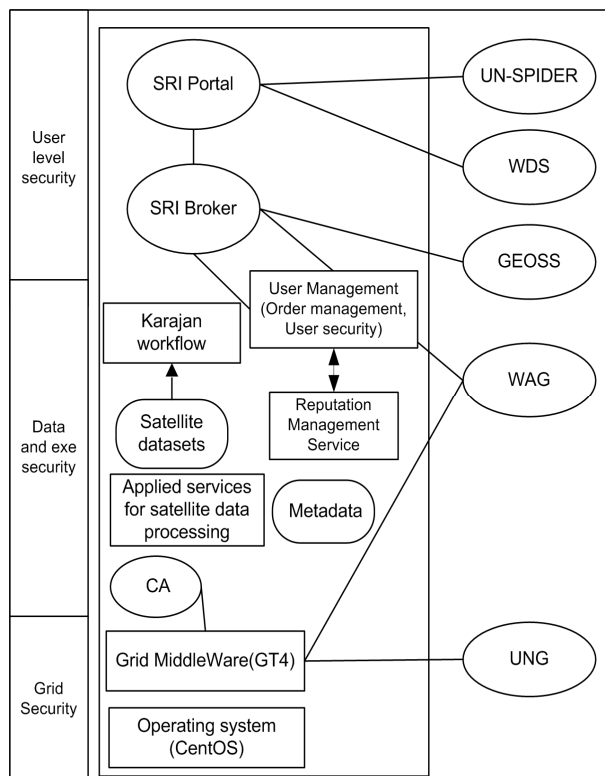 User
level
security
Data
and exe
security
Grid
Security
SRI Portal
SRI Broker
User Management
(Order management,
User security)
Karajan
workflow
Satellite
datasets
Reputation
Management
Service
Applied services
for satellite data
processing
Metadata
CA
Grid MiddleWare(GT4)
Operating system
(CentOS)
UN-SPIDER
WDS
GEOSS
WAG
UNG